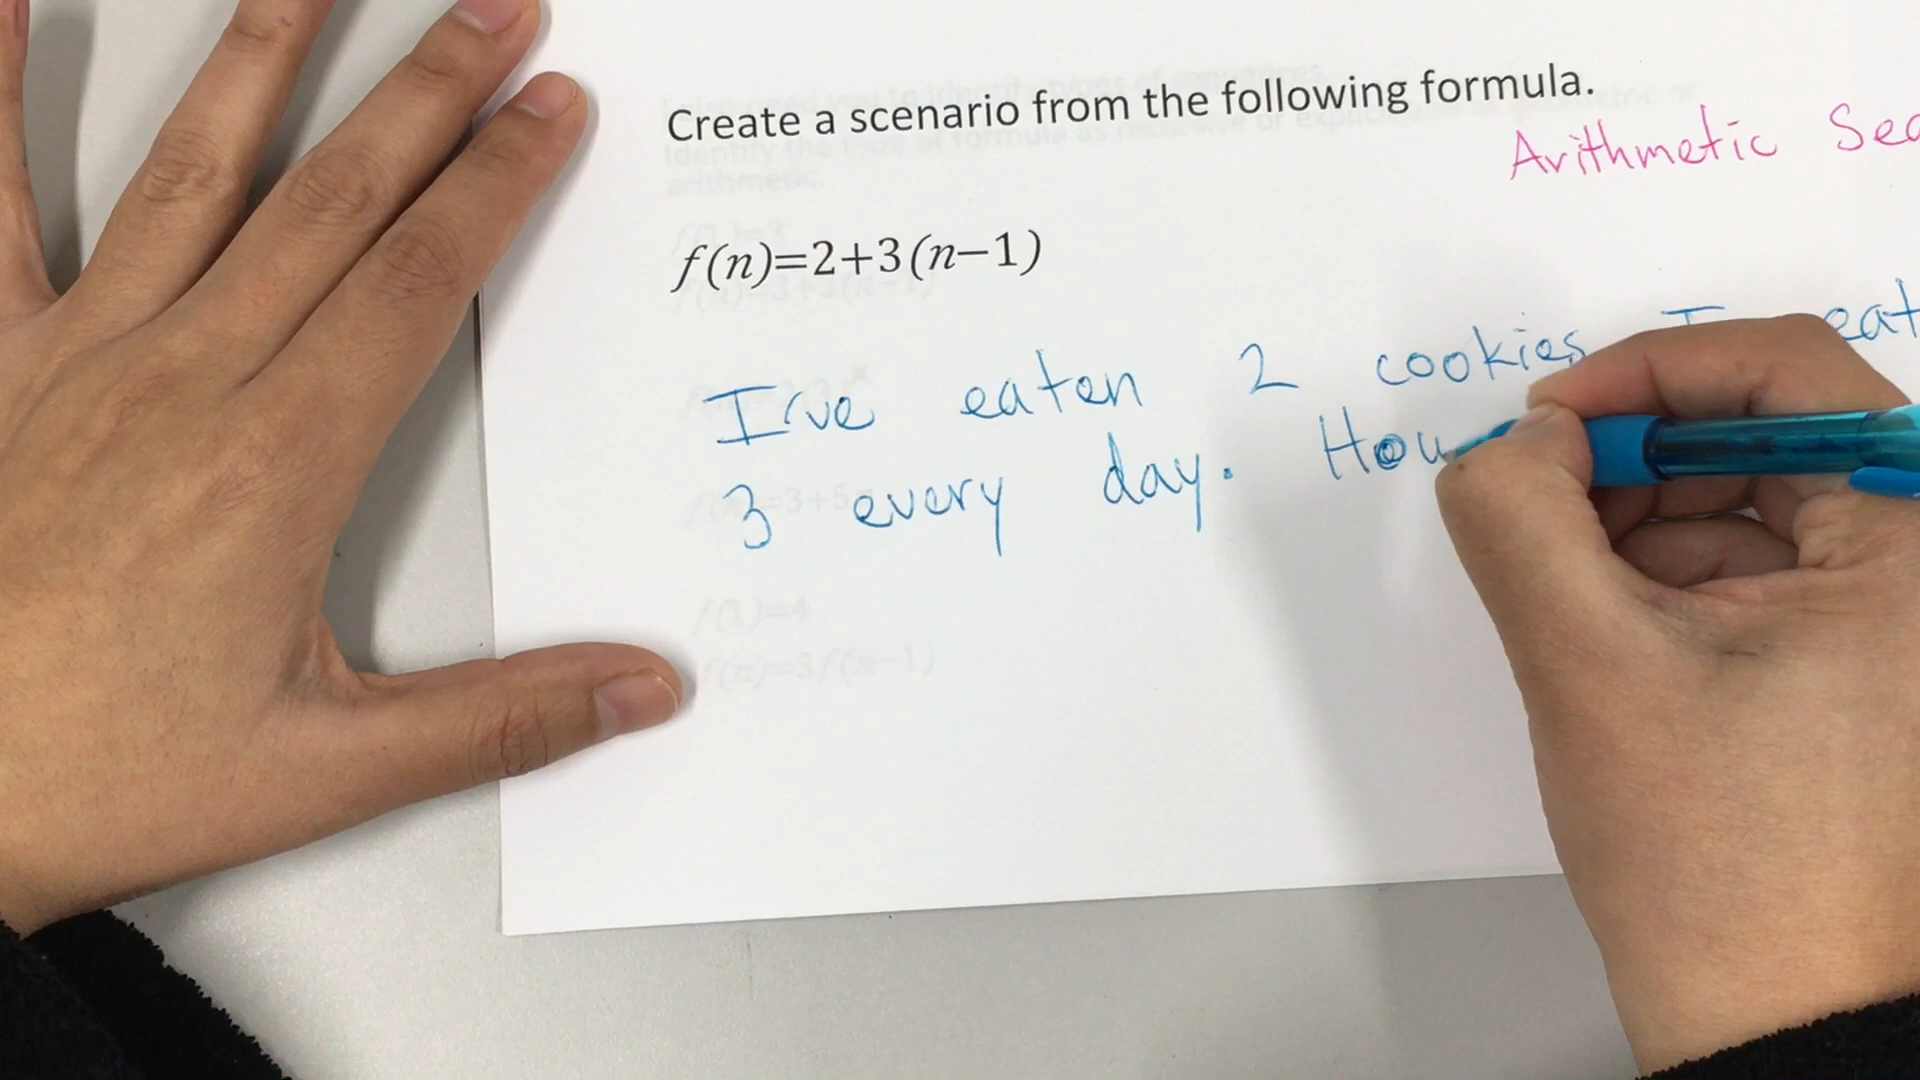 Create a scenario from the following formula.
Arithmetic Seq
f(n)=2+3(n−1)
I've eaten 2 cookies I eat
3 every day. How